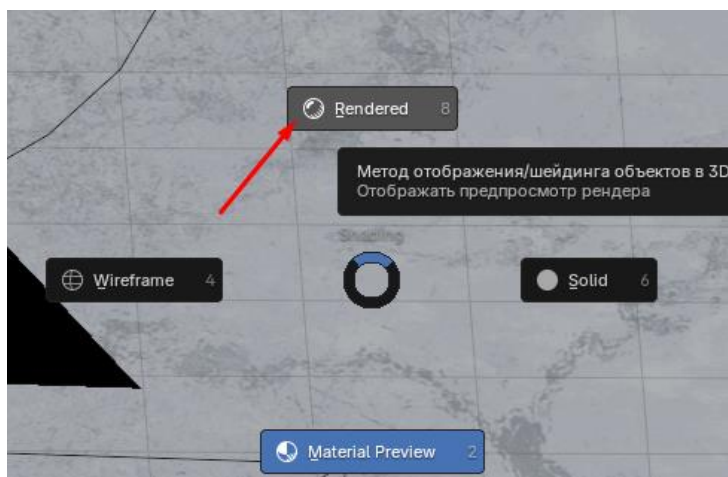 Rendered 8
Метод отображения/шейдинга объектов в 3D
Отображать предпросмотр рендера
Shading
Wireframe 4
Solid 6
Material Preview 2